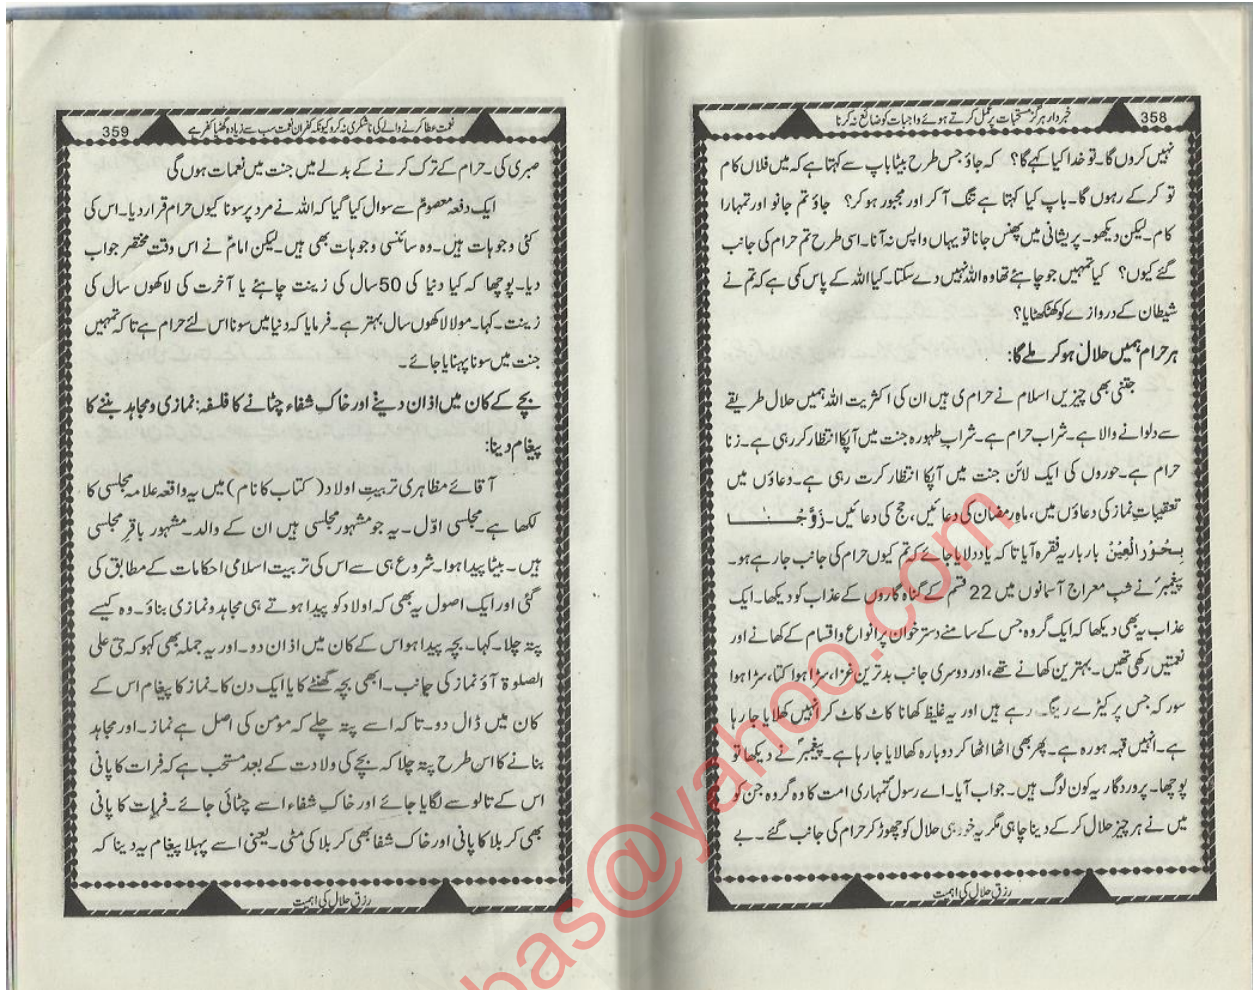 358
خبردار ہرگز مستحبات پر عمل کرتے ہوئے واجبات کو ضائع نہ کرنا
نہیں کروں گا۔ تو خدا کیا کہے گا؟ کہ جاؤ جس طرح بیٹا باپ سے کہتا ہے کہ میں فلاں کام
تو کر کے رہوں گا۔ باپ کیا کہتا ہے تنگ آ کر اور مجبور ہو کر؟ جاؤ تم جانو اور تمہارا
کام۔ لیکن دیکھو۔ پریشانی میں پھنس جانا تو یہاں واپس نہ آنا۔ اسی طرح تم حرام کی جانب
گئے کیوں؟ کیا تمہیں جو چاہئے تھا وہ اللہ نہیں دے سکتا۔ کیا اللہ کے پاس کمی ہے کہ تم نے
شیطان کے دروازے کو کھٹکھٹایا؟
ہر حرام ہمیں حلال ہو کر ملے گا:
جتنی بھی چیزیں اسلام نے حرام کی ہیں ان کی اکثریت اللہ ہمیں حلال طریقے
سے دلوانے والا ہے۔ شراب حرام ہے۔ شراب طہورہ جنت میں آپکا انتظار کر رہی ہے۔ زنا
حرام ہے۔ حوروں کی ایک لائن جنت میں آپکا انتظار کرت رہی ہے۔ دعاؤں میں
تعقیبات نماز کی دعاؤں میں، ماہ رمضان کی دعائیں، حج کی دعائیں۔ زَوِّجْنَا
بِحُوْرِ الْعِيْنُ بار بار یہ فقرہ آیا تا کہ یاد دلایا جائے کہ تم کیوں حرام کی جانب جا رہے ہو۔
پیغمبرؐ نے شب معراج آسمانوں میں 22 قسم کے گناہ گاروں کے عذاب کو دیکھا۔ ایک
عذاب یہ بھی دیکھا کہ ایک گروہ جس کے سامنے دسترخوان پر انواع و اقسام کے کھانے اور
نعمتیں رکھی تھیں۔ بہترین کھانے تھے، اور دوسری جانب بدترین غزا، سڑا ہوا کتا، سڑا ہوا
سور کہ جس پر کیڑے رینگ رہے ہیں اور یہ غلیظ کھانا کاٹ کاٹ کر انہیں کھلایا جا رہا
ہے۔ انہیں قہہ ہو رہ ہے۔ پھر بھی اٹھا اٹھا کر دوبارہ کھالایا جا رہا ہے۔ پیغمبرؐ نے دیکھا تو
پوچھا۔ پروردگار یہ کون لوگ ہیں۔ جواب آیا۔ اے رسولؐ تمہاری امت کا وہ گروہ جن کو
میں نے ہر چیز حلال کر کے دینا چاہی مگر یہ خود ہی حلال کو چھوڑ کر حرام کی جانب گئے۔ بے
رزق حلال کی اہمیت
359
نعمت عطا کرنے والے کی ناشکری نہ کرو کیونکہ کفران نعمت سب سے زیادہ گھٹیا کفر ہے
صبری کی۔ حرام کے ترک کرنے کے بدلے میں جنت میں نعمات ہوں گی
ایک دفعہ معصومؑ سے سوال کیا گیا کہ اللہ نے مرد پر سونا کیوں حرام قرار دیا۔ اس کی
کئی وجوہات ہیں۔ وہ سائنسی وجوہات بھی ہیں۔ لیکن امامؑ نے اس وقت مختصر جواب
دیا۔ پوچھا کہ کیا دنیا کی 50 سال کی زینت چاہئے یا آخرت کی لاکھوں سال کی
زینت۔ کہا۔ مولا لاکھوں سال بہتر ہے۔ فرمایا کہ دنیا میں سونا اس لئے حرام ہے تا کہ تمہیں
جنت میں سونا پہنایا جائے۔
بچے کے کان میں اذان دینے اور خاک شفاء چٹانے کا فلسفہ: نمازی و مجاہد بننے کا
پیغام دینا:
آقائے مظاہری تربیت اولاد (کتاب کا نام) میں یہ واقعہ علامہ مجلسی کا
لکھا ہے۔ مجلسی اوّل۔ یہ جو مشہور مجلسی ہیں ان کے والد۔ مشہور باقر مجلسی
ہیں۔ بیٹا پیدا ہوا۔ شروع ہی سے اس کی تربیت اسلامی احکامات کے مطابق کی
گئی اور ایک اصول یہ بھی کہ اولاد کو پیدا ہوتے ہی مجاہد و نمازی بناؤ۔ وہ کیسے
پتہ چلا۔ کہا۔ بچہ پیدا ہوا اس کے کان میں اذان دو۔ اور یہ جملہ بھی کہو کہ حی علی
الصلوۃ آؤ نماز کی جانب۔ ابھی بچہ گھنٹے کا یا ایک دن کا۔ نماز کا پیغام اس کے
کان میں ڈال دو۔ تا کہ اسے پتہ چلے کہ مؤمن کی اصل ہے نماز۔ اور مجاہد
بنانے کا اس طرح پتہ چلا کہ بچے کی ولادت کے بعد مستحب ہے کہ فرات کا پانی
اس کے تالو سے لگایا جائے اور خاک شفاء اسے چٹائی جائے۔ فرات کا پانی
بھی کربلا کا پانی اور خاک شفا بھی کربلا کی مٹی۔ یعنی اسے پہلا پیغام یہ دینا کہ
رزق حلال کی اہمیت
bas@yahoo.com